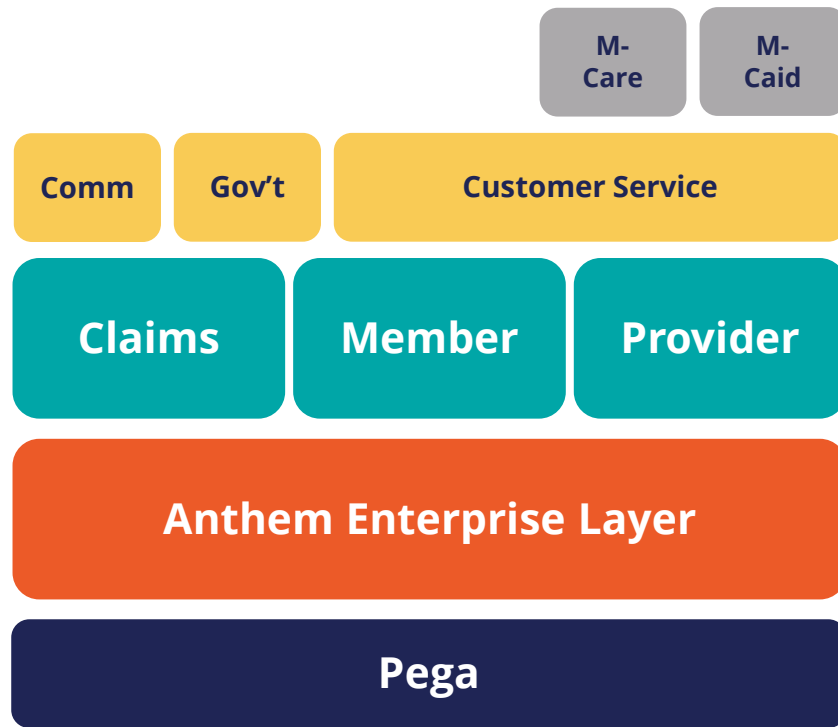 M-
Care
M-
Caid
Comm
Gov't
Customer Service
Claims
Member
Provider
Anthem Enterprise Layer
Pega